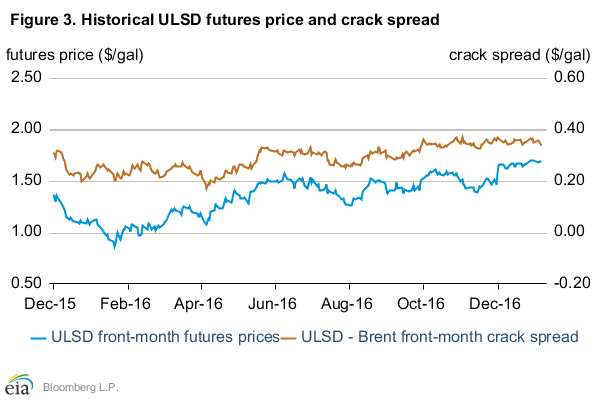 Figure 3. Historical ULSD futures price and crack spread
futures price ($/gal) crack spread ($/gal)
2.50 0.60
2.00 0.40
1.50 0.20
1.00 0.00
0.50 -0.20
Dec-15 Feb-16 Apr-16 Jun-16 Aug-16 Oct-16 Dec-16
ULSD front-month futures prices ULSD - Brent front-month crack spread
eia Bloomberg L.P.